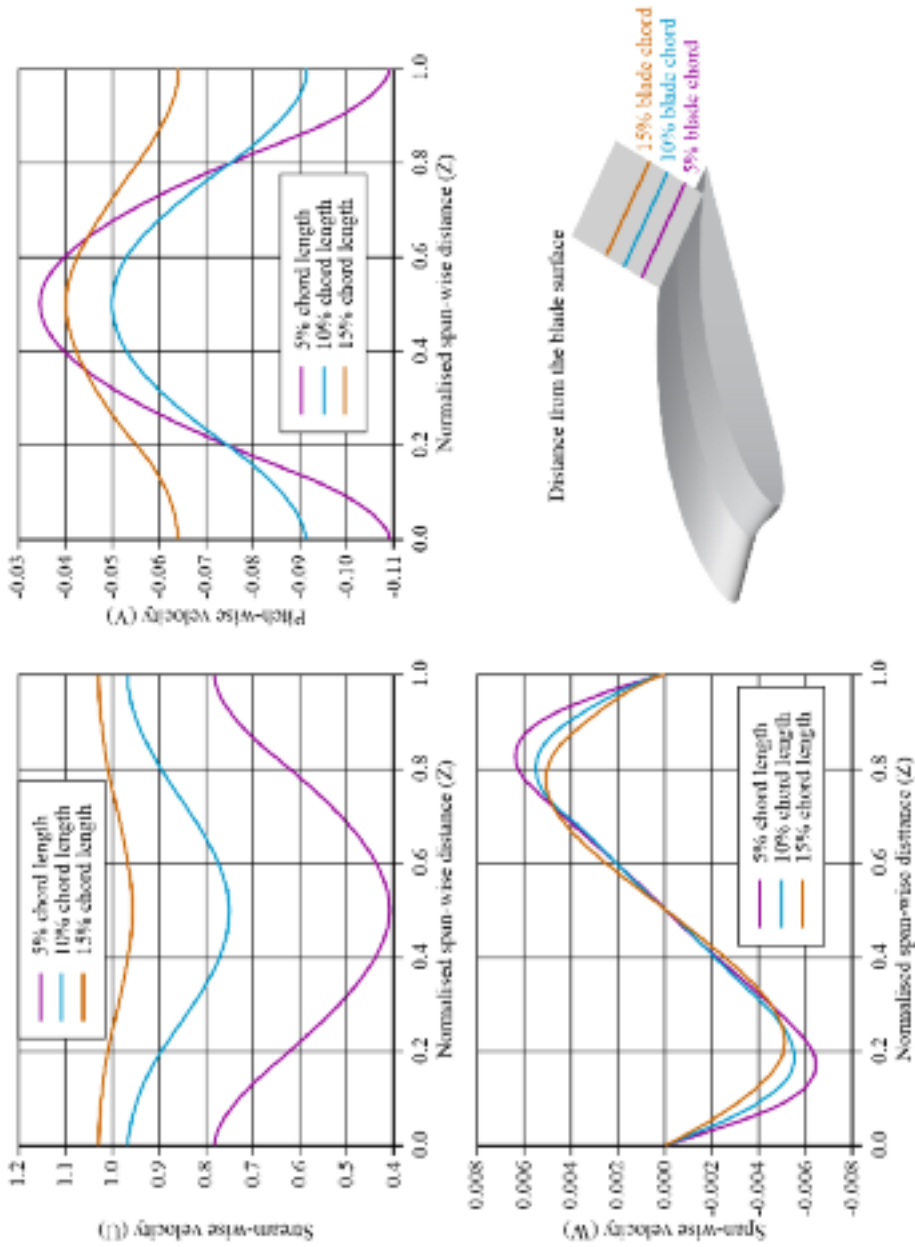 1.2
1.1
1.0
0.9
0.8
0.7
0.6
0.5
0.4
Stream-wise velocity (U)
5% chord length
10% chord length
15% chord length
0.0 0.2 0.4 0.6 0.8 1.0
Normalised span-wise distance (Z)
-0.03
-0.04
-0.05
-0.06
-0.07
-0.08
-0.09
-0.10
-0.11
Pitch-wise velocity (V)
5% chord length
10% chord length
15% chord length
0.0 0.2 0.4 0.6 0.8 1.0
Normalised span-wise distance (Z)
0.008
0.006
0.004
0.002
0.000
-0.002
-0.004
-0.006
-0.008
Span-wise velocity (W)
5% chord length
10% chord length
15% chord length
0.0 0.2 0.4 0.6 0.8 1.0
Normalised span-wise disttance (Z)
Distance from the blade surface
15% blade chord
10% blade chord
5% blade chord